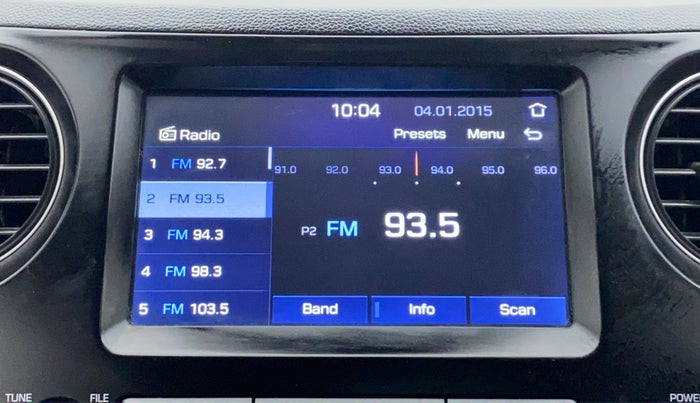 10:04 04.01.2015
Radio Presets Menu
1 FM 92.7
2 FM 93.5
3 FM 94.3
4 FM 98.3
5 FM 103.5
91.0 92.0 93.0 94.0 95.0 96.0
P2 FM 93.5
Band Info Scan
TUNE FILE POWE